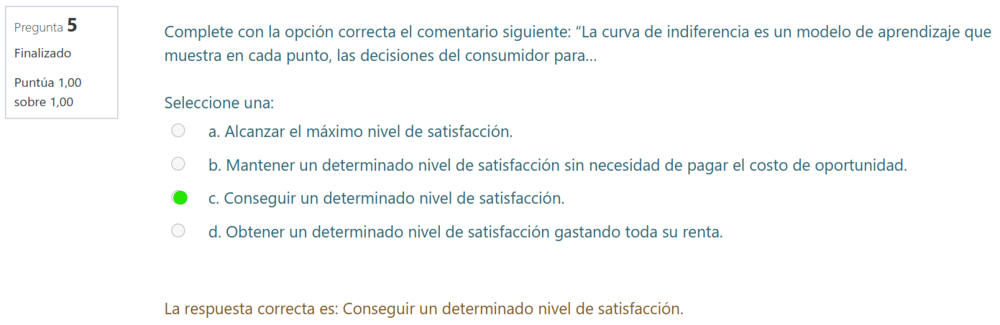 Pregunta 5
Finalizado
Puntúa 1,00
sobre 1,00
Complete con la opción correcta el comentario siguiente: “La curva de indiferencia es un modelo de aprendizaje que
muestra en cada punto, las decisiones del consumidor para...
Seleccione una:
a. Alcanzar el máximo nivel de satisfacción.
b. Mantener un determinado nivel de satisfacción sin necesidad de pagar el costo de oportunidad.
c. Conseguir un determinado nivel de satisfacción.
d. Obtener un determinado nivel de satisfacción gastando toda su renta.
La respuesta correcta es: Conseguir un determinado nivel de satisfacción.